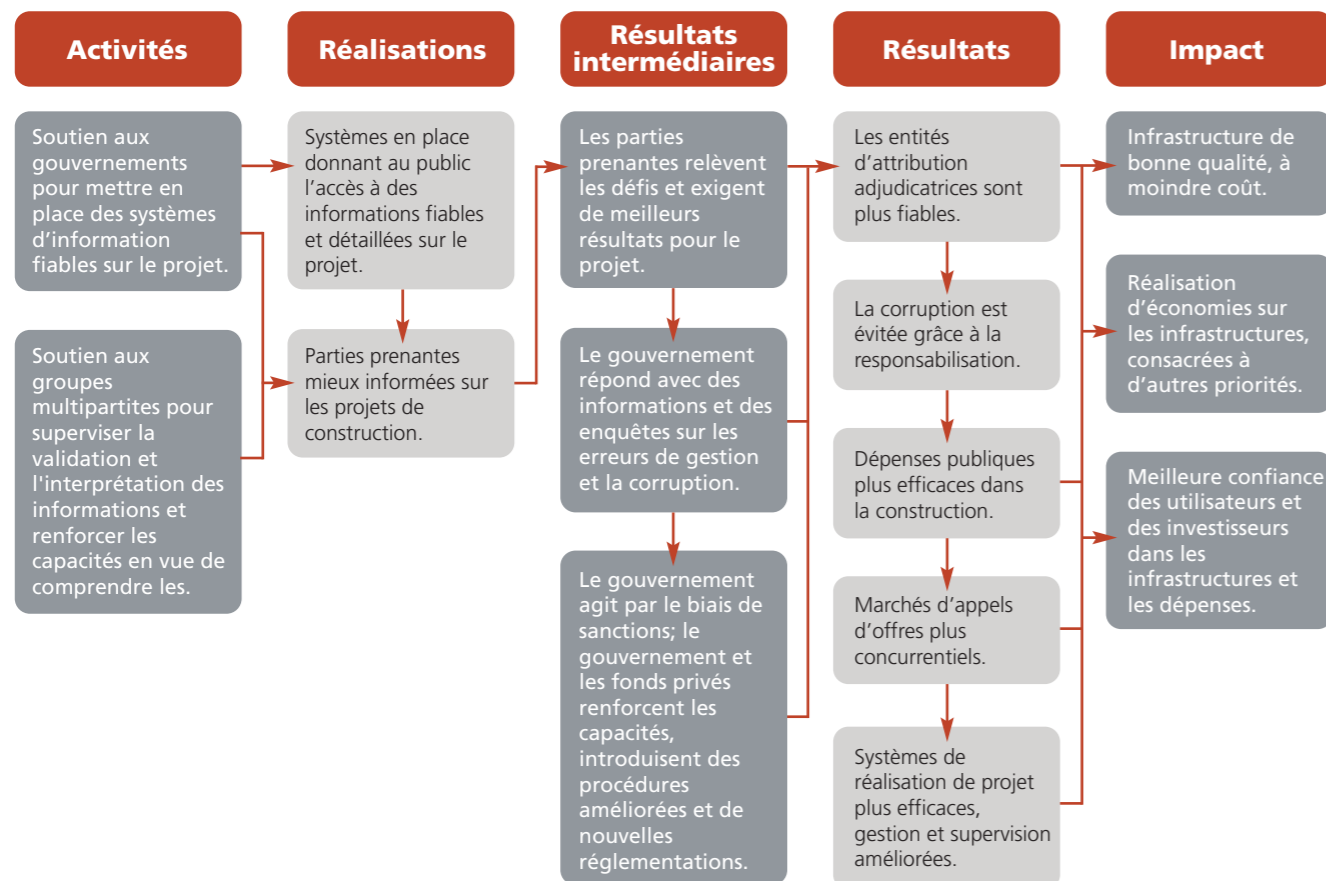 Activités
Réalisations
Résultats
intermédiaires
Résultats
Impact
Soutien aux
gouvernements
pour mettre en
place des systèmes
d’information
fiables sur le projet.
Soutien aux
groupes
multipartites pour
superviser la
validation et
l'interprétation des
informations et
renforcer les
capacités en vue de
comprendre les.
Systèmes en place
donnant au public
l’accès à des
informations fiables
et détaillées sur le
projet.
Parties prenantes
mieux informées sur
les projets de
construction.
Les parties
prenantes relèvent
les défis et exigent
de meilleurs
résultats pour le
projet.
Le gouvernement
répond avec des
informations et des
enquêtes sur les
erreurs de gestion
et la corruption.
Le gouvernement
agit par le biais de
sanctions; le
gouvernement et
les fonds privés
renforcent les
capacités,
introduisent des
procédures
améliorées et de
nouvelles
réglementations.
Les entités
d’attribution
adjudicatrices sont
plus fiables.
La corruption est
évitée grâce à la
responsabilisation.
Dépenses publiques
plus efficaces dans
la construction.
Marchés d’appels
d’offres plus
concurrentiels.
Systèmes de
réalisation de projet
plus efficaces,
gestion et supervision
améliorées.
Infrastructure de
bonne qualité, à
moindre coût.
Réalisation
d’économies sur
les infrastructures,
consacrées à
d’autres priorités.
Meilleure confiance
des utilisateurs et
des investisseurs
dans les
infrastructures et
les dépenses.